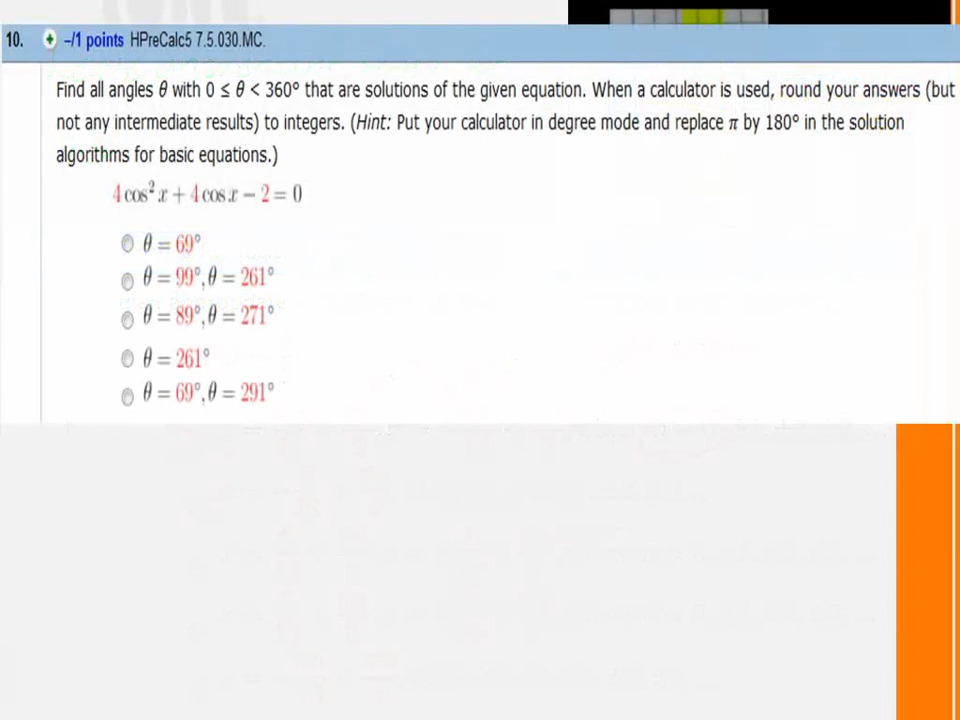 10. –/1 points HPreCalc5 7.5.030.MC.
Find all angles θ with 0 ≤ θ < 360° that are solutions of the given equation. When a calculator is used, round your answers (but
not any intermediate results) to integers. (Hint: Put your calculator in degree mode and replace π by 180° in the solution
algorithms for basic equations.)
4 cos² x + 4 cos x − 2 = 0
θ = 69°
θ = 99°, θ = 261°
θ = 89°, θ = 271°
θ = 261°
θ = 69°, θ = 291°